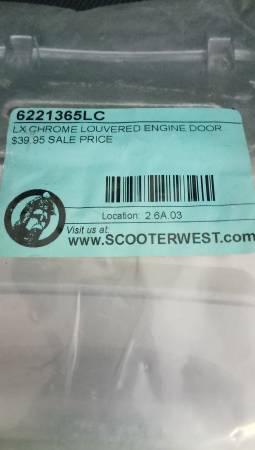 6221365LC
LX CHROME LOUVERED ENGINE DOOR
$39.95 SALE PRICE
Location: 2.6A.03
Visit us at:
www.SCOOTERWEST.com